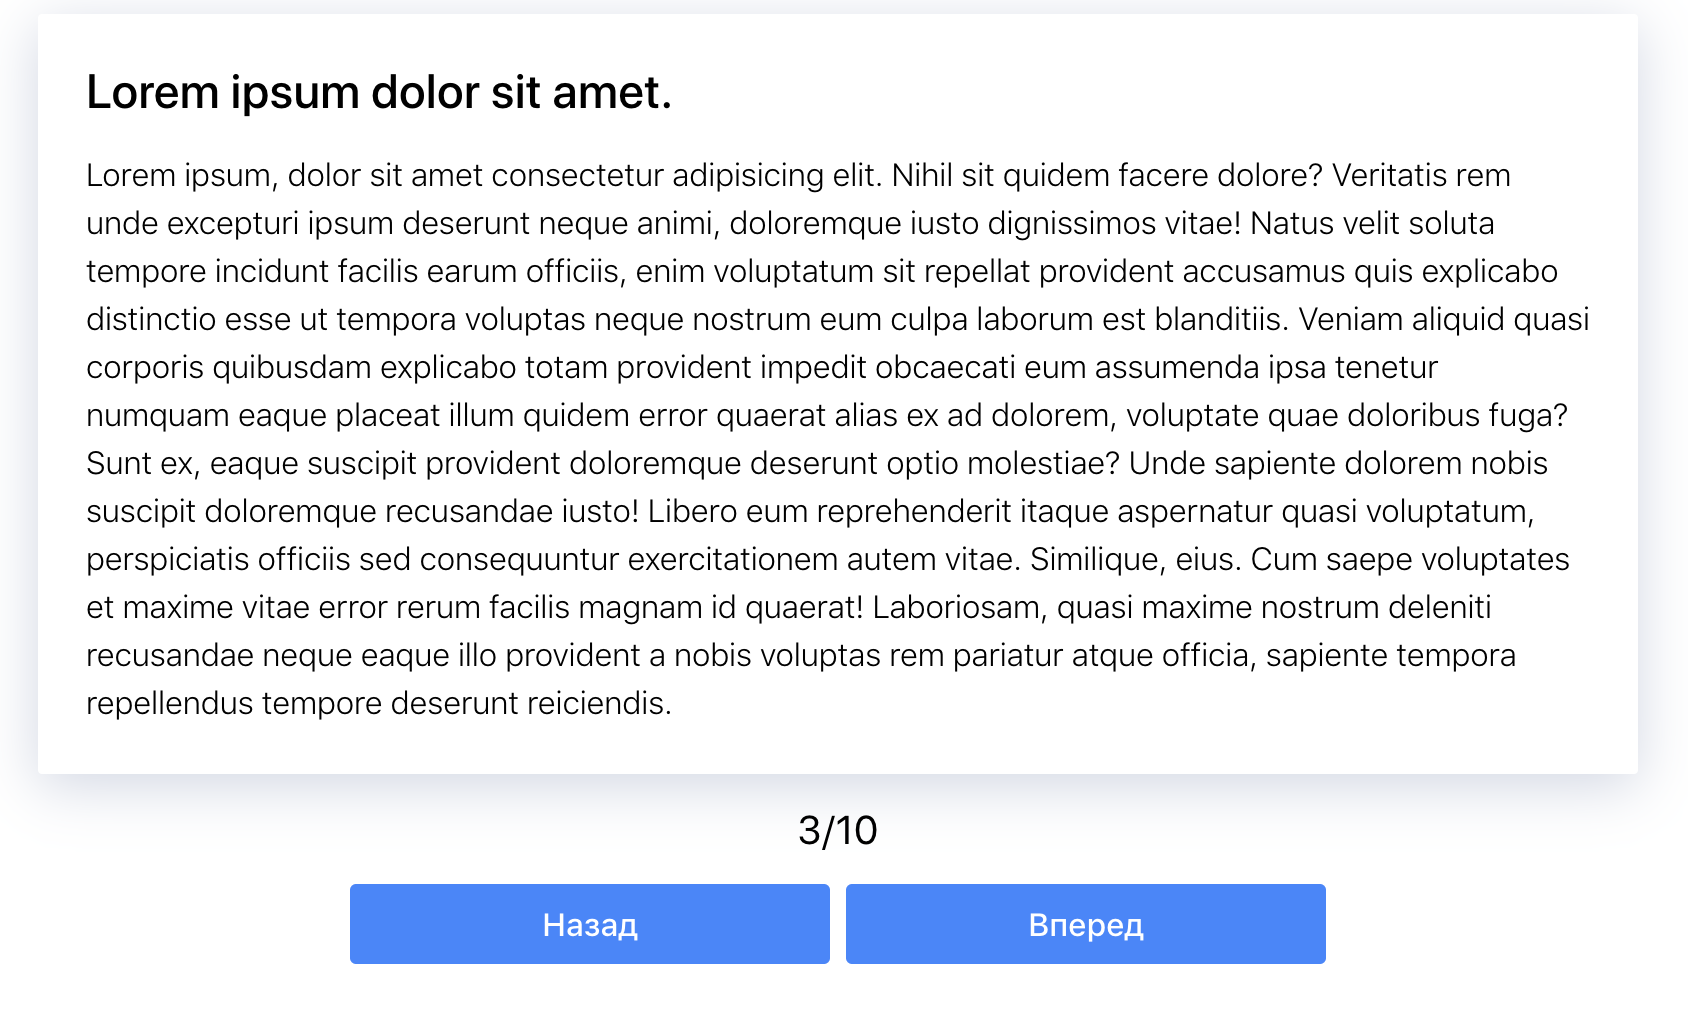 Lorem ipsum dolor sit amet.
Lorem ipsum, dolor sit amet consectetur adipisicing elit. Nihil sit quidem facere dolore? Veritatis rem
unde excepturi ipsum deserunt neque animi, doloremque iusto dignissimos vitae! Natus velit soluta
tempore incidunt facilis earum officiis, enim voluptatum sit repellat provident accusamus quis explicabo
distinctio esse ut tempora voluptas neque nostrum eum culpa laborum est blanditiis. Veniam aliquid quasi
corporis quibusdam explicabo totam provident impedit obcaecati eum assumenda ipsa tenetur
numquam eaque placeat illum quidem error quaerat alias ex ad dolorem, voluptate quae doloribus fuga?
Sunt ex, eaque suscipit provident doloremque deserunt optio molestiae? Unde sapiente dolorem nobis
suscipit doloremque recusandae iusto! Libero eum reprehenderit itaque aspernatur quasi voluptatum,
perspiciatis officiis sed consequuntur exercitationem autem vitae. Similique, eius. Cum saepe voluptates
et maxime vitae error rerum facilis magnam id quaerat! Laboriosam, quasi maxime nostrum deleniti
recusandae neque eaque illo provident a nobis voluptas rem pariatur atque officia, sapiente tempora
repellendus tempore deserunt reiciendis.
3/10
Назад
Вперед